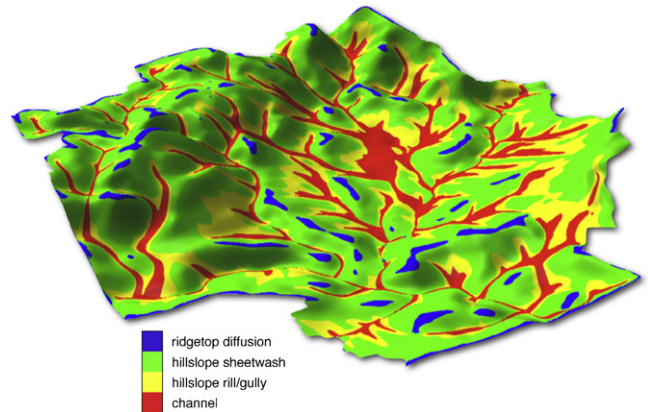 ridgetop diffusion
hillslope sheetwash
hillslope rill/gully
channel